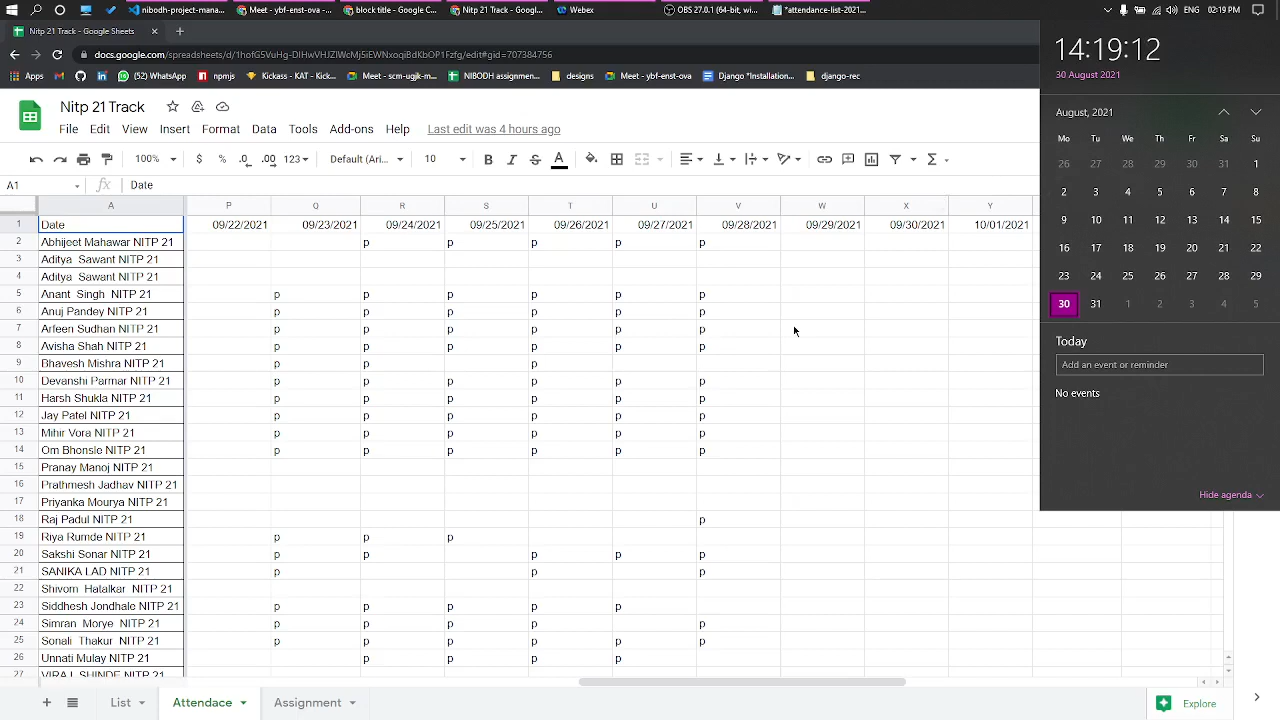 nibodh-project-mana...
Meet - erf-enst-ova - ...
block title - Google C...
Nitp 21 Track - Googl...
Webex
OBS 27.0.1 (64-bit, wi...
*attendance-list-2021...
ENG
02:19 PM
Nitp 21 Track - Google Sheets
14:19:12
30 August 2021
Apps
(52) WhatsApp
npmjs
Kickass - KAT - Kick...
Meet - scm-ugik-m...
NIBODH assignmen...
designs
Meet - ybf-enst-ova
Django "Installation...
django-rec
Nitp 21 Track
File Edit View Insert Format Data Tools Add-ons Help Last edit was 4 hours ago
100% $ % .0 .00 123 Default (Ari... 10 B I S A Σ
A1 fx Date
A P Q R S T U V W X Y
1 Date 09/22/2021 09/23/2021 09/24/2021 09/25/2021 09/26/2021 09/27/2021 09/28/2021 09/29/2021 09/30/2021 10/01/2021
2 Abhijeet Mahawar NITP 21 p p p p p
3 Aditya Sawant NITP 21
4 Aditya Sawant NITP 21
5 Anant Singh NITP 21 p p p p p p
6 Anuj Pandey NITP 21 p p p p p p
7 Arfeen Sudhan NITP 21 p p p p p p
8 Avisha Shah NITP 21 p p p p p p
9 Bhavesh Mishra NITP 21 p p p
10 Devanshi Parmar NITP 21 p p p p p p
11 Harsh Shukla NITP 21 p p p p p p
12 Jay Patel NITP 21 p p p p p p
13 Mihir Vora NITP 21 p p p p p p
14 Om Bhonsle NITP 21 p p p p p p
15 Pranay Manoj NITP 21
16 Prathmesh Jadhav NITP 21
17 Priyanka Mourya NITP 21
18 Raj Padul NITP 21 p
19 Riya Rumde NITP 21 p p p
20 Sakshi Sonar NITP 21 p p p p p
21 SANIKA LAD NITP 21 p p p
22 Shivom Hatalkar NITP 21
23 Siddhesh Jondhale NITP 21 p p p p p
24 Simran Morye NITP 21 p p p p p
25 Sonali Thakur NITP 21 p p p p p p
26 Unnati Mulay NITP 21 p p p p
27 VIRAJ SHINDE NITP 21
List Attendace Assignment
Explore
August, 2021
Mo Tu We Th Fr Sa Su
26 27 28 29 30 31 1
2 3 4 5 6 7 8
9 10 11 12 13 14 15
16 17 18 19 20 21 22
23 24 25 26 27 28 29
30 31 1 2 3 4 5
Today
Add an event or reminder
No events
Hide agenda